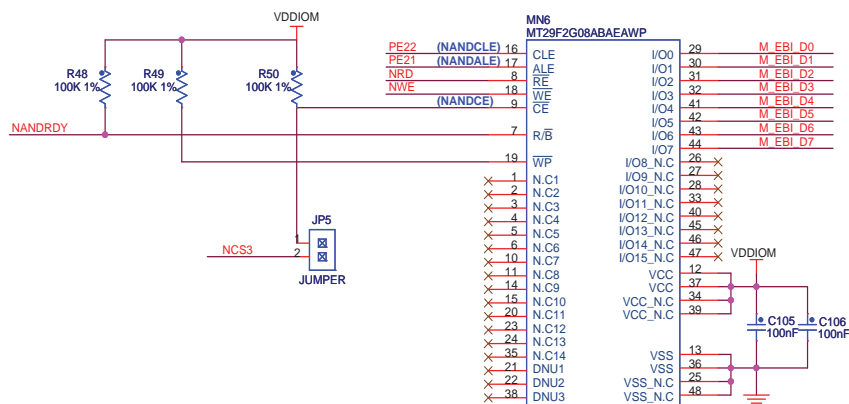 VDDIOM
R48
100K 1%
R49
100K 1%
R50
100K 1%
NANDRDY
NCS3
JP5
1
2
JUMPER
MN6
MT29F2G08ABAEAWP
PE22 (NANDCLE) 16 CLE
PE21 (NANDALE) 17 ALE
NRD 8 RE
NWE 18 WE
(NANDCE) 9 CE
7 R/B
19 WP
1 N.C1
2 N.C2
3 N.C3
4 N.C4
5 N.C5
6 N.C6
10 N.C7
11 N.C8
14 N.C9
15 N.C10
20 N.C11
23 N.C12
24 N.C13
35 N.C14
21 DNU1
22 DNU2
38 DNU3
I/O0 29 M_EBI_D0
I/O1 30 M_EBI_D1
I/O2 31 M_EBI_D2
I/O3 32 M_EBI_D3
I/O4 41 M_EBI_D4
I/O5 42 M_EBI_D5
I/O6 43 M_EBI_D6
I/O7 44 M_EBI_D7
I/O8_N.C 26
I/O9_N.C 27
I/O10_N.C 28
I/O11_N.C 33
I/O12_N.C 40
I/O13_N.C 45
I/O14_N.C 46
I/O15_N.C 47
VCC 12
VCC 37
VCC_N.C 34
VCC_N.C 39
VSS 13
VSS 36
VSS_N.C 25
VSS_N.C 48
VDDIOM
C105
100nF
C106
100nF